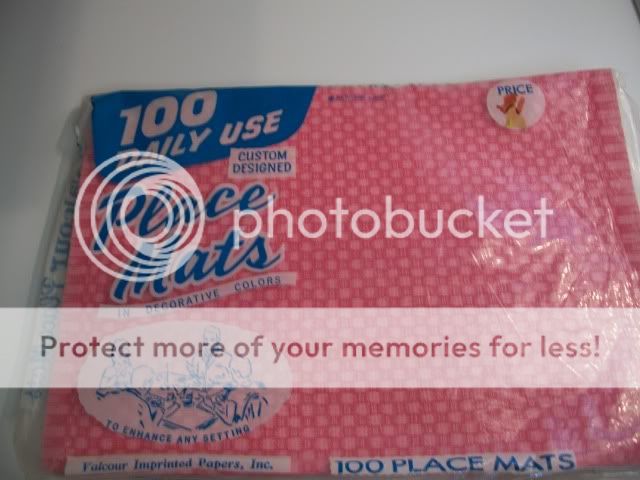 100
DAILY USE
PRICE
CUSTOM
DESIGNED
Place
Mats
photobucket
IN DECORATIVE COLORS
Protect more of your memories for less!
TO ENHANCE ANY SETTING
Valcour Imprinted Papers, Inc.
100 PLACE MATS